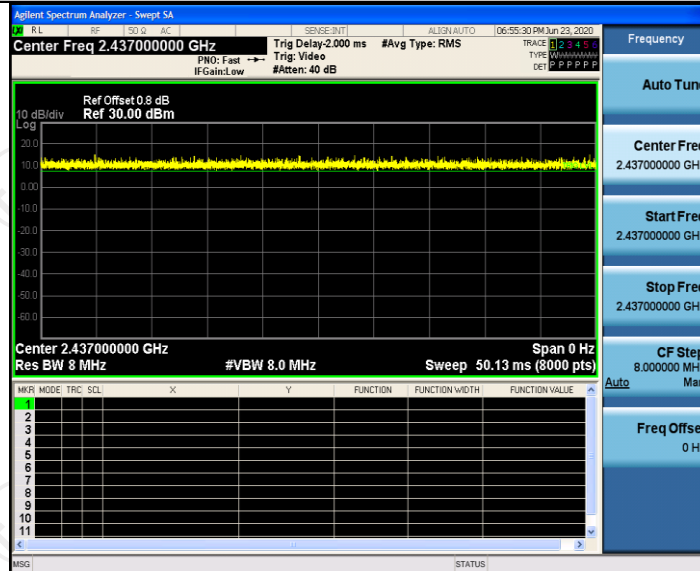 Agilent Spectrum Analyzer - Swept SA
RL RF 50 Ω AC SENSE:INT ALIGN AUTO 06:55:30 PM Jun 23, 2020
Center Freq 2.437000000 GHz
PNO: Fast
IFGain:Low
Trig Delay-2.000 ms
Trig: Video
#Atten: 40 dB
#Avg Type: RMS
TRACE 1 2 3 4 5 6
TYPE
DET P P P P P P
Ref Offset 0.8 dB
10 dB/div Ref 30.00 dBm
Log
20.0
10.0
0.00
-10.0
-20.0
-30.0
-40.0
-50.0
-60.0
Center 2.437000000 GHz Span 0 Hz
Res BW 8 MHz #VBW 8.0 MHz Sweep 50.13 ms (8000 pts)
MKR MODE TRC SCL X Y FUNCTION FUNCTION WIDTH FUNCTION VALUE
1
2
3
4
5
6
7
8
9
10
11
MSG STATUS
Frequency
Auto Tun
Center Fre
2.437000000 GH
Start Fre
2.437000000 GH
Stop Fre
2.437000000 GH
CF Step
8.000000 MH
Auto Ma
Freq Offse
0 H